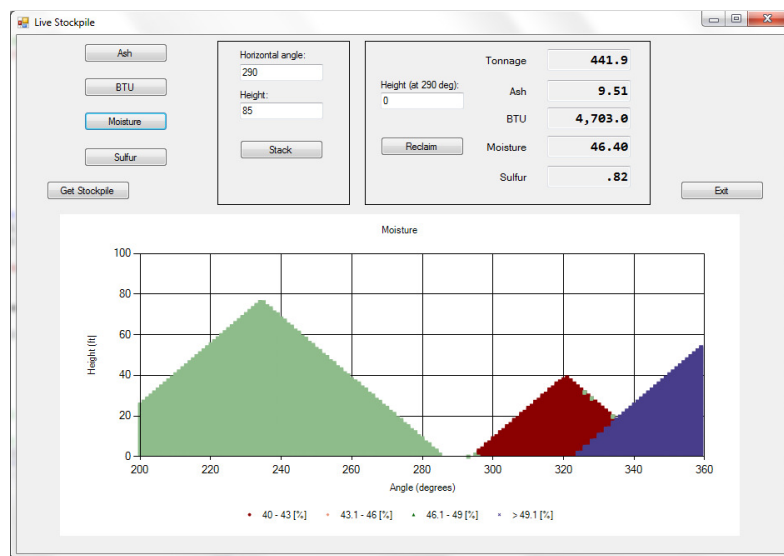 Live Stockpile
Ash
BTU
Moisture
Sulfur
Get Stockpile
Horizontal angle:
290
Height:
85
Stack
Height (at 290 deg):
0
Reclaim
Tonnage 441.9
Ash 9.51
BTU 4,703.0
Moisture 46.40
Sulfur .82
Exit
Moisture
Height (ft)
100
80
60
40
20
0
200 220 240 260 280 300 320 340 360
Angle (degrees)
40 - 43 [%] 43.1 - 46 [%] 46.1 - 49 [%] > 49.1 [%]